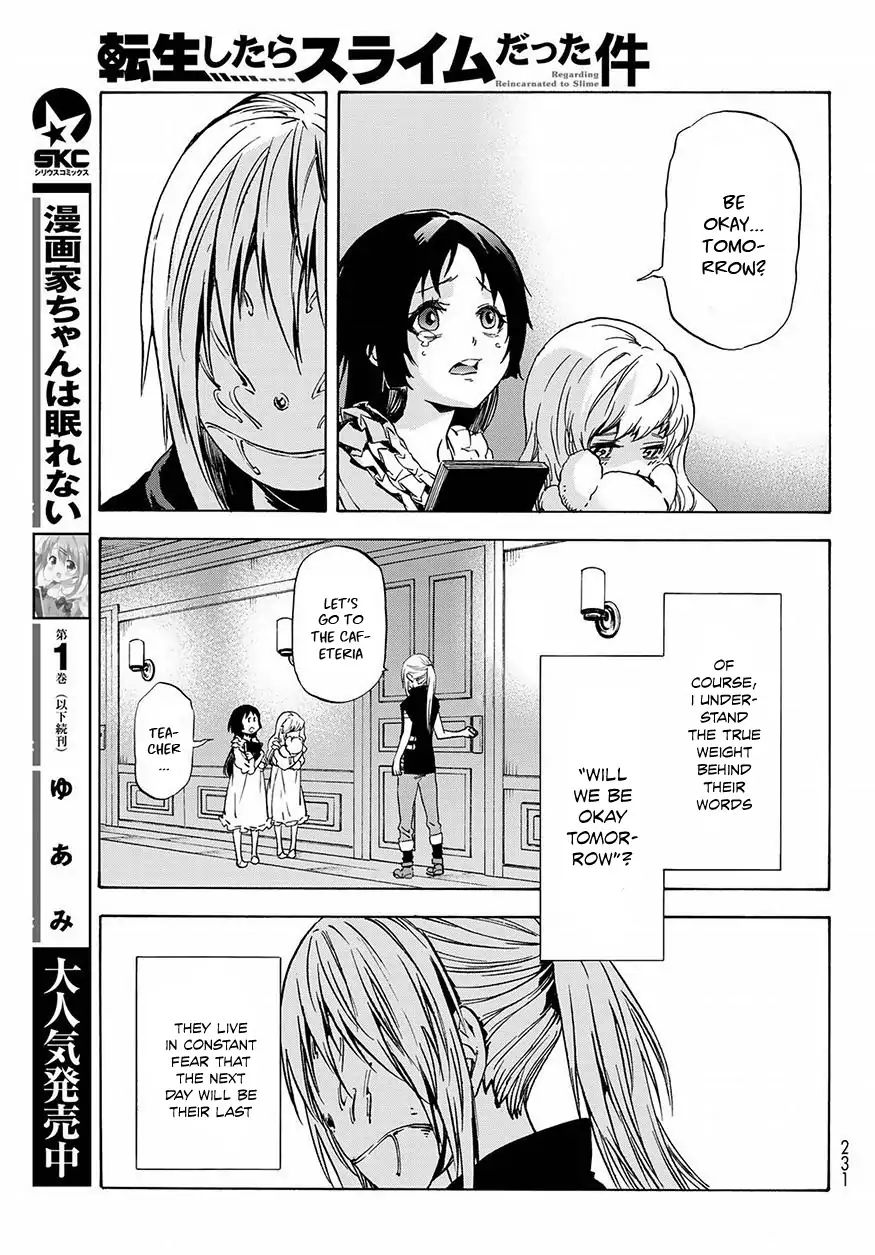 転生したらスライムだった件
Regarding
Reincarnated to Slime
SKC
シリウスコミックス
漫画家ちゃんは眠れない
第1巻(以下続刊)
ゆあみ
大人気発売中
BE
OKAY...
TOMO-
RROW?
OF
COURSE,
I UNDER-
STAND
THE TRUE
WEIGHT
BEHIND
THEIR
WORDS
"WILL
WE BE
OKAY
TOMOR-
ROW"?
LET'S
GO TO
THE CAF-
ETERIA
TEA-
CHER
...
THEY LIVE
IN CONSTANT
FEAR THAT
THE NEXT
DAY WILL BE
THEIR LAST
231